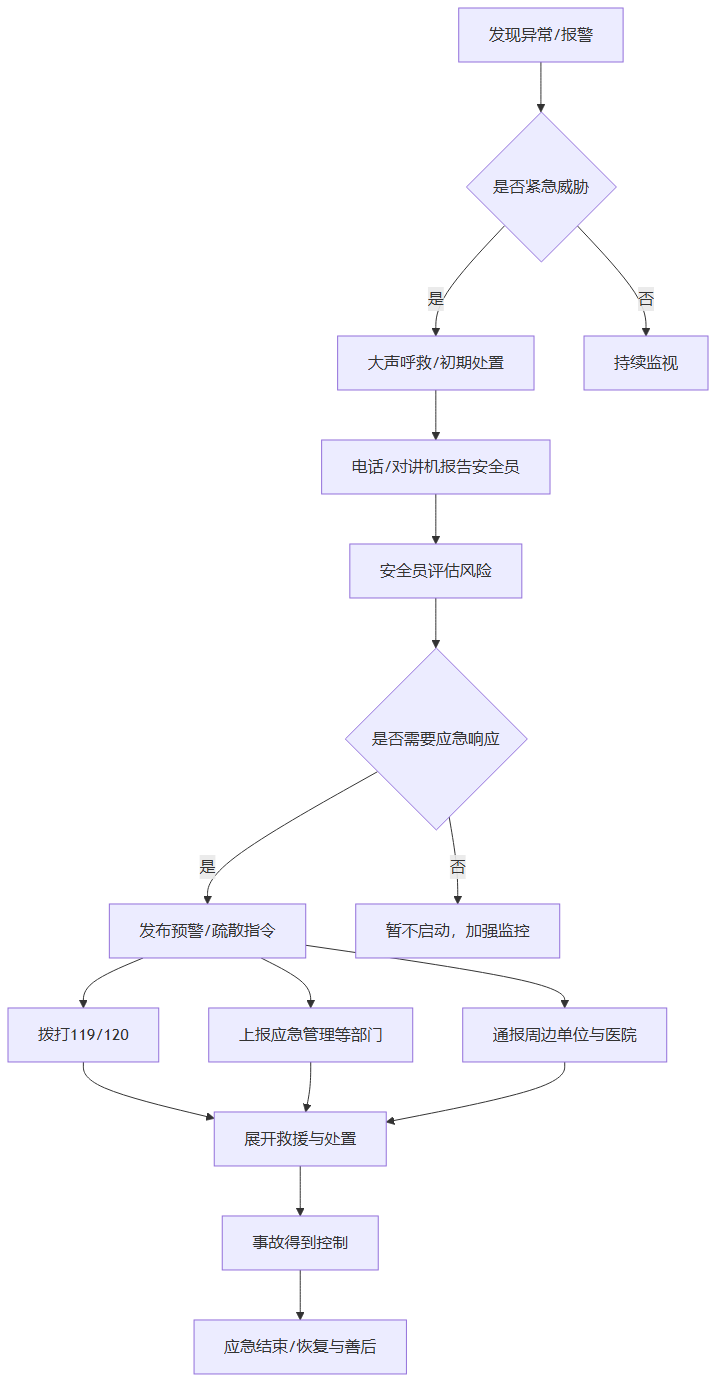 发现异常/报警
是否紧急威胁
是
否
大声呼救/初期处置
持续监视
电话/对讲机报告安全员
安全员评估风险
是否需要应急响应
是
否
发布预警/疏散指令
暂不启动，加强监控
拨打119/120
上报应急管理等部门
通报周边单位与医院
展开救援与处置
事故得到控制
应急结束/恢复与善后